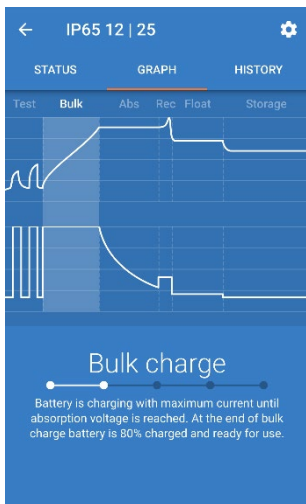 IP65 12 | 25
STATUS GRAPH HISTORY
Test Bulk Abs Rec Float Storage
Bulk charge
Battery is charging with maximum current until
absorption voltage is reached. At the end of bulk
charge battery is 80% charged and ready for use.